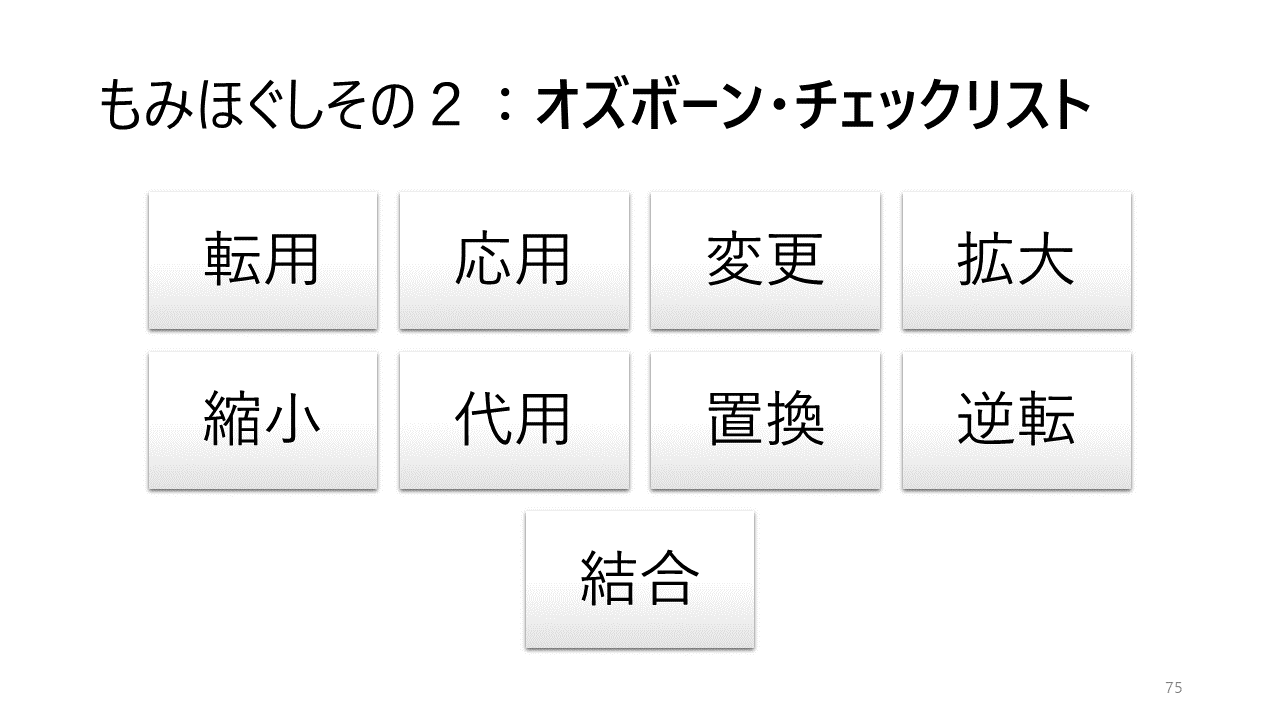 もみほぐしその２：オズボーン・チェックリスト
転用 応用 変更 拡大
縮小 代用 置換 逆転
結合
75